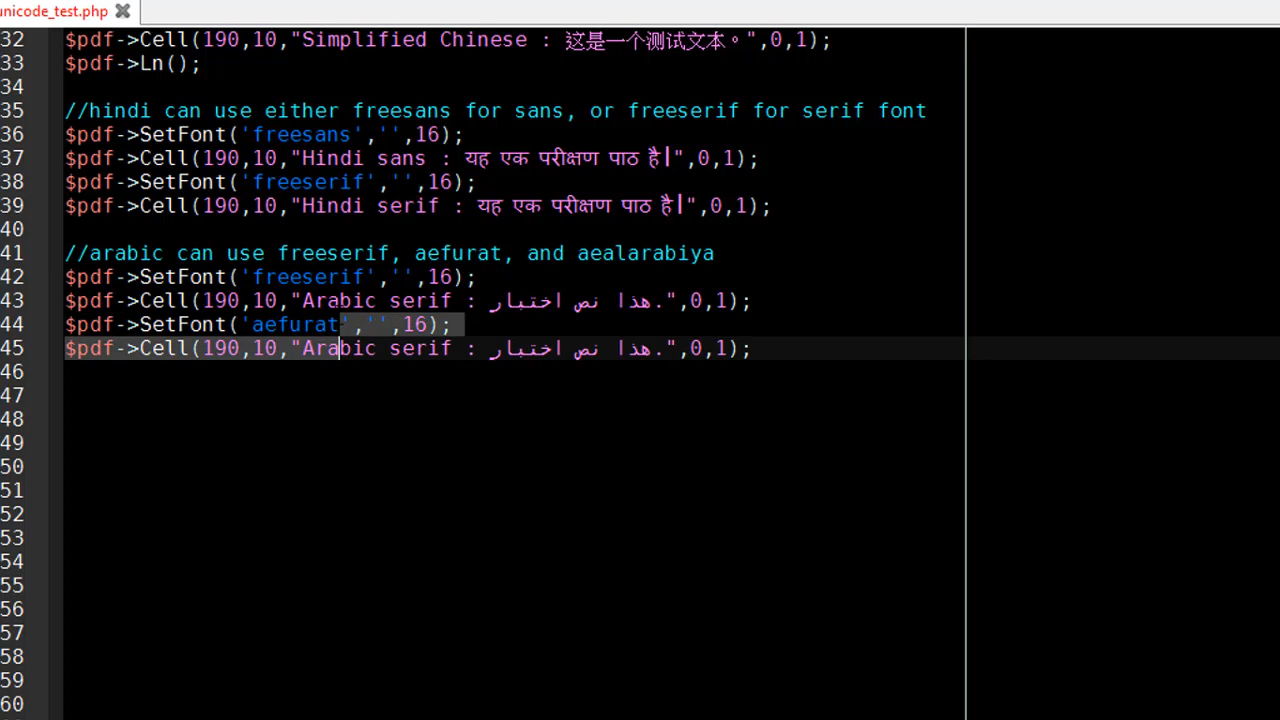 unicode_test.php
32 $pdf->Cell(190,10,"Simplified Chinese : 这是一个测试文本。",0,1);
33 $pdf->Ln();
34
35 //hindi can use either freesans for sans, or freeserif for serif font
36 $pdf->SetFont('freesans','',16);
37 $pdf->Cell(190,10,"Hindi sans : यह एक परीक्षण पाठ है|",0,1);
38 $pdf->SetFont('freeserif','',16);
39 $pdf->Cell(190,10,"Hindi serif : यह एक परीक्षण पाठ है|",0,1);
40
41 //arabic can use freeserif, aefurat, and aealarabiya
42 $pdf->SetFont('freeserif','',16);
43 $pdf->Cell(190,10,"Arabic serif : هذا نص اختبار.",0,1);
44 $pdf->SetFont('aefurat','',16);
45 $pdf->Cell(190,10,"Arabic serif : هذا نص اختبار.",0,1);
46
47
48
49
50
51
52
53
54
55
56
57
58
59
60